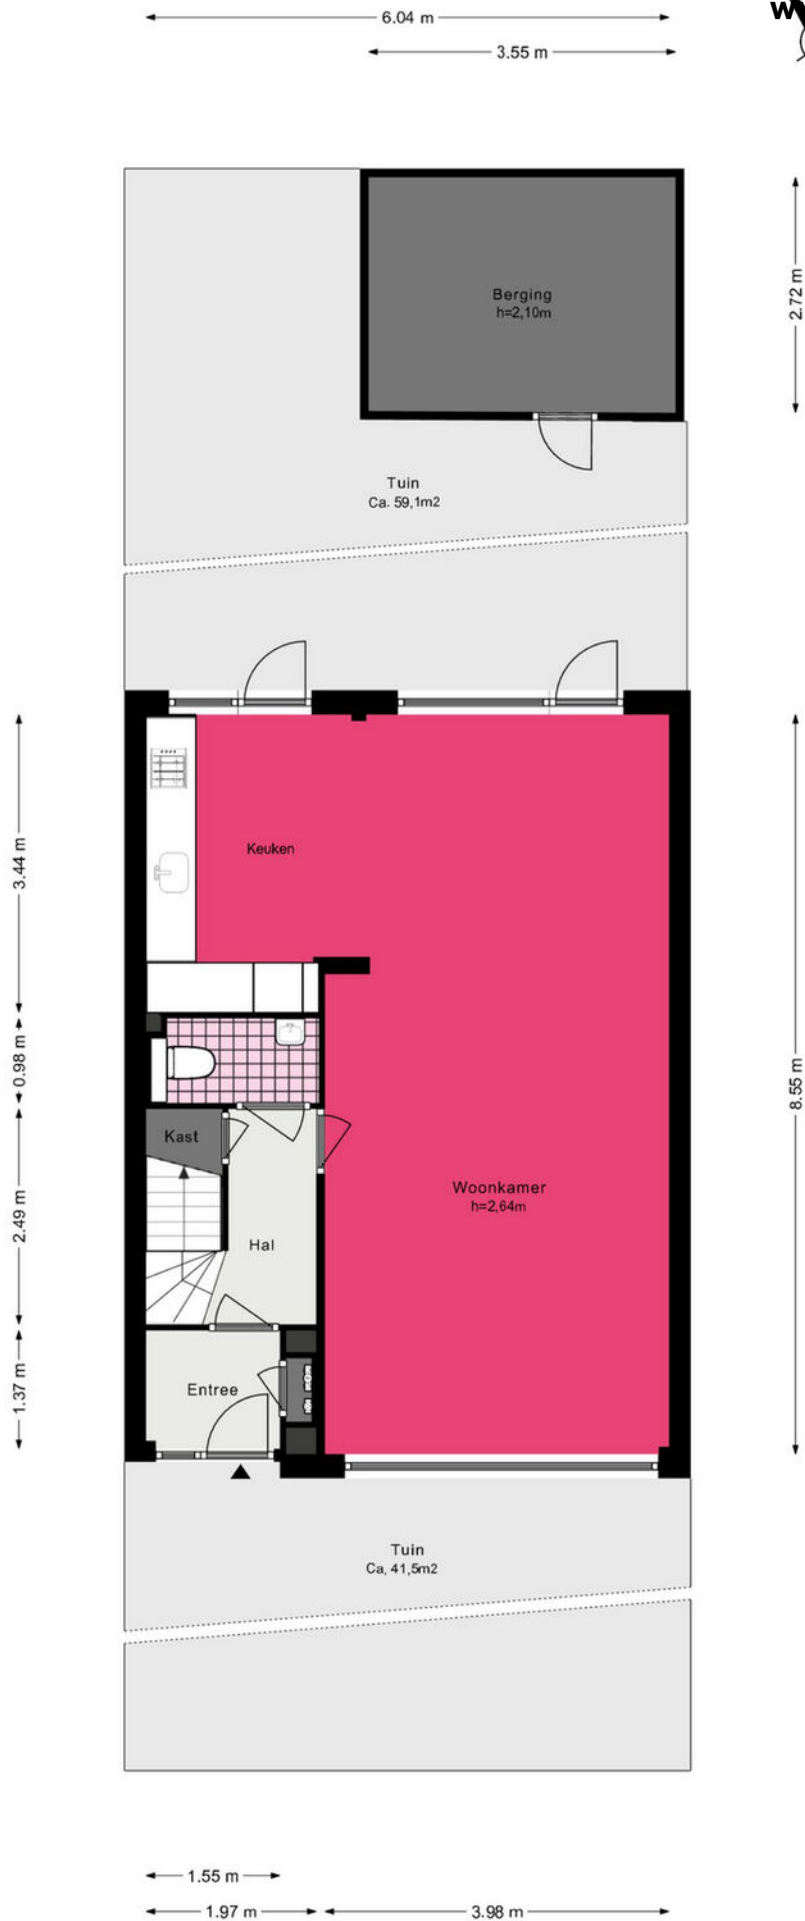 6.04 m
W
3.55 m
Berging
h=2,10m
2.72 m
Tuin
Ca. 59,1m2
3.44 m
Keuken
0.98 m
8.55 m
Kast
Woonkamer
h=2,64m
2.49 m
Hal
1.37 m
Entree
Tuin
Ca, 41,5m2
1.55 m
1.97 m
3.98 m